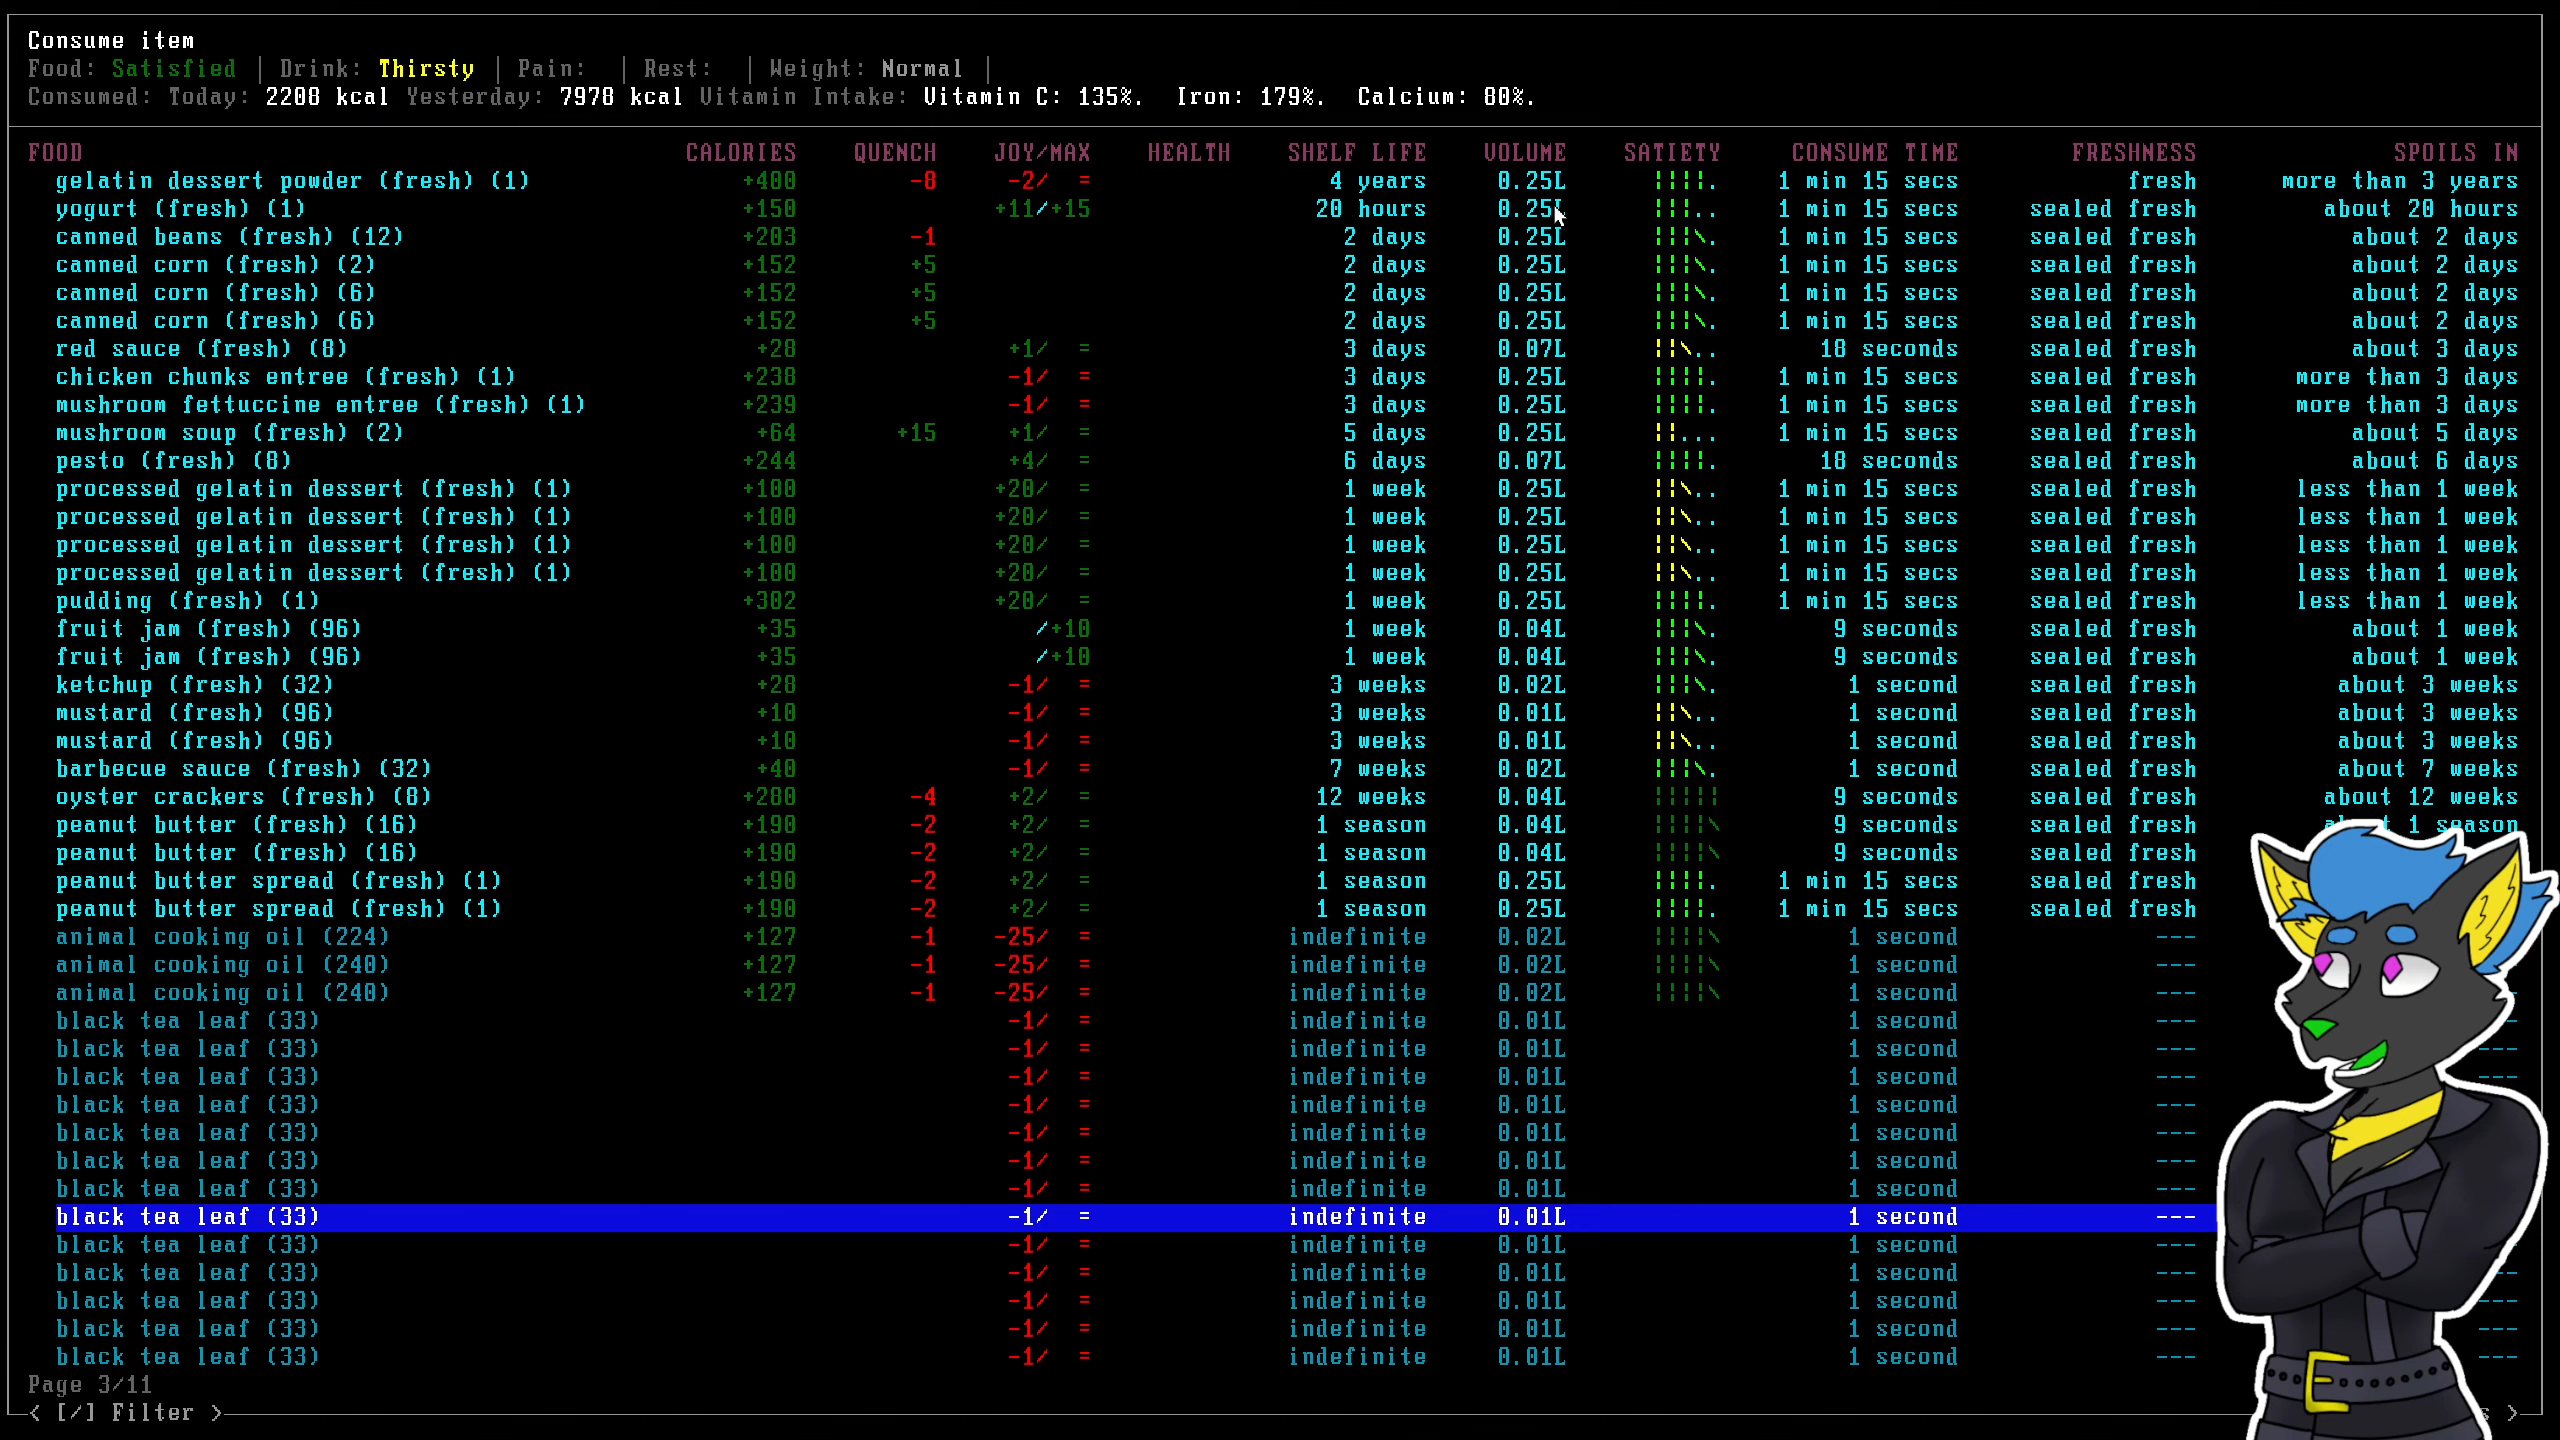 Consume item
Food: Satisfied | Drink: Thirsty | Pain: | Rest: | Weight: Normal |
Consumed: Today: 2208 kcal Yesterday: 7978 kcal Vitamin Intake: Vitamin C: 135%. Iron: 179%. Calcium: 80%.
FOOD CALORIES QUENCH JOY/MAX HEALTH SHELF LIFE VOLUME SATIETY CONSUME TIME FRESHNESS SPOILS IN
gelatin dessert powder (fresh) (1) +400 -8 -2/ = 4 years 0.25L ||||. 1 min 15 secs fresh more than 3 years
yogurt (fresh) (1) +150 +11/+15 20 hours 0.25L |||.. 1 min 15 secs sealed fresh about 20 hours
canned beans (fresh) (12) +203 -1 2 days 0.25L |||\. 1 min 15 secs sealed fresh about 2 days
canned corn (fresh) (2) +152 +5 2 days 0.25L |||\. 1 min 15 secs sealed fresh about 2 days
canned corn (fresh) (6) +152 +5 2 days 0.25L |||\. 1 min 15 secs sealed fresh about 2 days
canned corn (fresh) (6) +152 +5 2 days 0.25L |||\. 1 min 15 secs sealed fresh about 2 days
red sauce (fresh) (8) +28 +1/ = 3 days 0.07L ||\.. 18 seconds sealed fresh about 3 days
chicken chunks entree (fresh) (1) +238 -1/ = 3 days 0.25L ||||. 1 min 15 secs sealed fresh more than 3 days
mushroom fettuccine entree (fresh) (1) +239 -1/ = 3 days 0.25L ||||. 1 min 15 secs sealed fresh more than 3 days
mushroom soup (fresh) (2) +64 +15 +1/ = 5 days 0.25L ||... 1 min 15 secs sealed fresh about 5 days
pesto (fresh) (8) +244 +4/ = 6 days 0.07L ||||. 18 seconds sealed fresh about 6 days
processed gelatin dessert (fresh) (1) +100 +20/ = 1 week 0.25L ||\.. 1 min 15 secs sealed fresh less than 1 week
processed gelatin dessert (fresh) (1) +100 +20/ = 1 week 0.25L ||\.. 1 min 15 secs sealed fresh less than 1 week
processed gelatin dessert (fresh) (1) +100 +20/ = 1 week 0.25L ||\.. 1 min 15 secs sealed fresh less than 1 week
processed gelatin dessert (fresh) (1) +100 +20/ = 1 week 0.25L ||\.. 1 min 15 secs sealed fresh less than 1 week
pudding (fresh) (1) +302 +20/ = 1 week 0.25L ||||. 1 min 15 secs sealed fresh less than 1 week
fruit jam (fresh) (96) +35 /+10 1 week 0.04L |||\. 9 seconds sealed fresh about 1 week
fruit jam (fresh) (96) +35 /+10 1 week 0.04L |||\. 9 seconds sealed fresh about 1 week
ketchup (fresh) (32) +28 -1/ = 3 weeks 0.02L |||\. 1 second sealed fresh about 3 weeks
mustard (fresh) (96) +10 -1/ = 3 weeks 0.01L ||\.. 1 second sealed fresh about 3 weeks
mustard (fresh) (96) +10 -1/ = 3 weeks 0.01L ||\.. 1 second sealed fresh about 3 weeks
barbecue sauce (fresh) (32) +40 -1/ = 7 weeks 0.02L |||\. 1 second sealed fresh about 7 weeks
oyster crackers (fresh) (8) +280 -4 +2/ = 12 weeks 0.04L ||||| 9 seconds sealed fresh about 12 weeks
peanut butter (fresh) (16) +190 -2 +2/ = 1 season 0.04L ||||\ 9 seconds sealed fresh 1 season
peanut butter (fresh) (16) +190 -2 +2/ = 1 season 0.04L ||||\ 9 seconds sealed fresh
peanut butter spread (fresh) (1) +190 -2 +2/ = 1 season 0.25L ||||. 1 min 15 secs sealed fresh
peanut butter spread (fresh) (1) +190 -2 +2/ = 1 season 0.25L ||||. 1 min 15 secs sealed fresh
animal cooking oil (224) +127 -1 -25/ = indefinite 0.02L ||||\ 1 second ---
animal cooking oil (240) +127 -1 -25/ = indefinite 0.02L ||||\ 1 second ---
animal cooking oil (240) +127 -1 -25/ = indefinite 0.02L ||||\ 1 second ---
black tea leaf (33) -1/ = indefinite 0.01L 1 second ---
black tea leaf (33) -1/ = indefinite 0.01L 1 second --- ---
black tea leaf (33) -1/ = indefinite 0.01L 1 second --- ---
black tea leaf (33) -1/ = indefinite 0.01L 1 second ---
black tea leaf (33) -1/ = indefinite 0.01L 1 second ---
black tea leaf (33) -1/ = indefinite 0.01L 1 second ---
black tea leaf (33) -1/ = indefinite 0.01L 1 second ---
black tea leaf (33) -1/ = indefinite 0.01L 1 second ---
black tea leaf (33) -1/ = indefinite 0.01L 1 second ---
black tea leaf (33) -1/ = indefinite 0.01L 1 second ---
black tea leaf (33) -1/ = indefinite 0.01L 1 second --- ---
black tea leaf (33) -1/ = indefinite 0.01L 1 second --- ---
black tea leaf (33) -1/ = indefinite 0.01L 1 second --- ---
Page 3/11
< [/] Filter > >